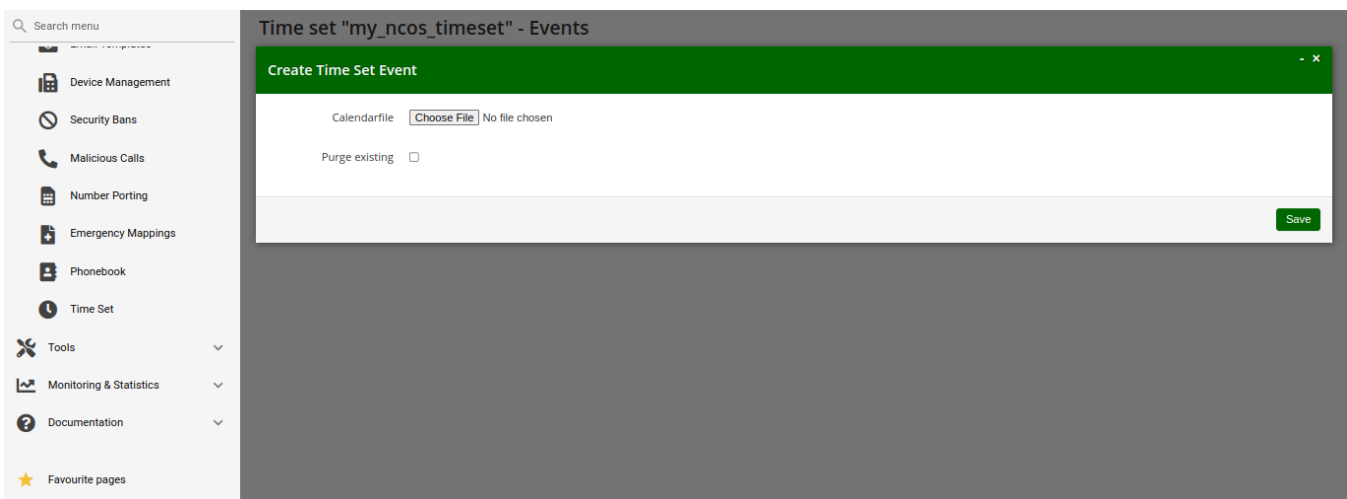 Search menu
Time set "my_ncos_timeset" - Events
Email Templates
Device Management
Security Bans
Malicious Calls
Number Porting
Emergency Mappings
Phonebook
Time Set
Tools
Monitoring & Statistics
Documentation
Favourite pages
Create Time Set Event
- ×
Calendarfile Choose File No file chosen
Purge existing
Save